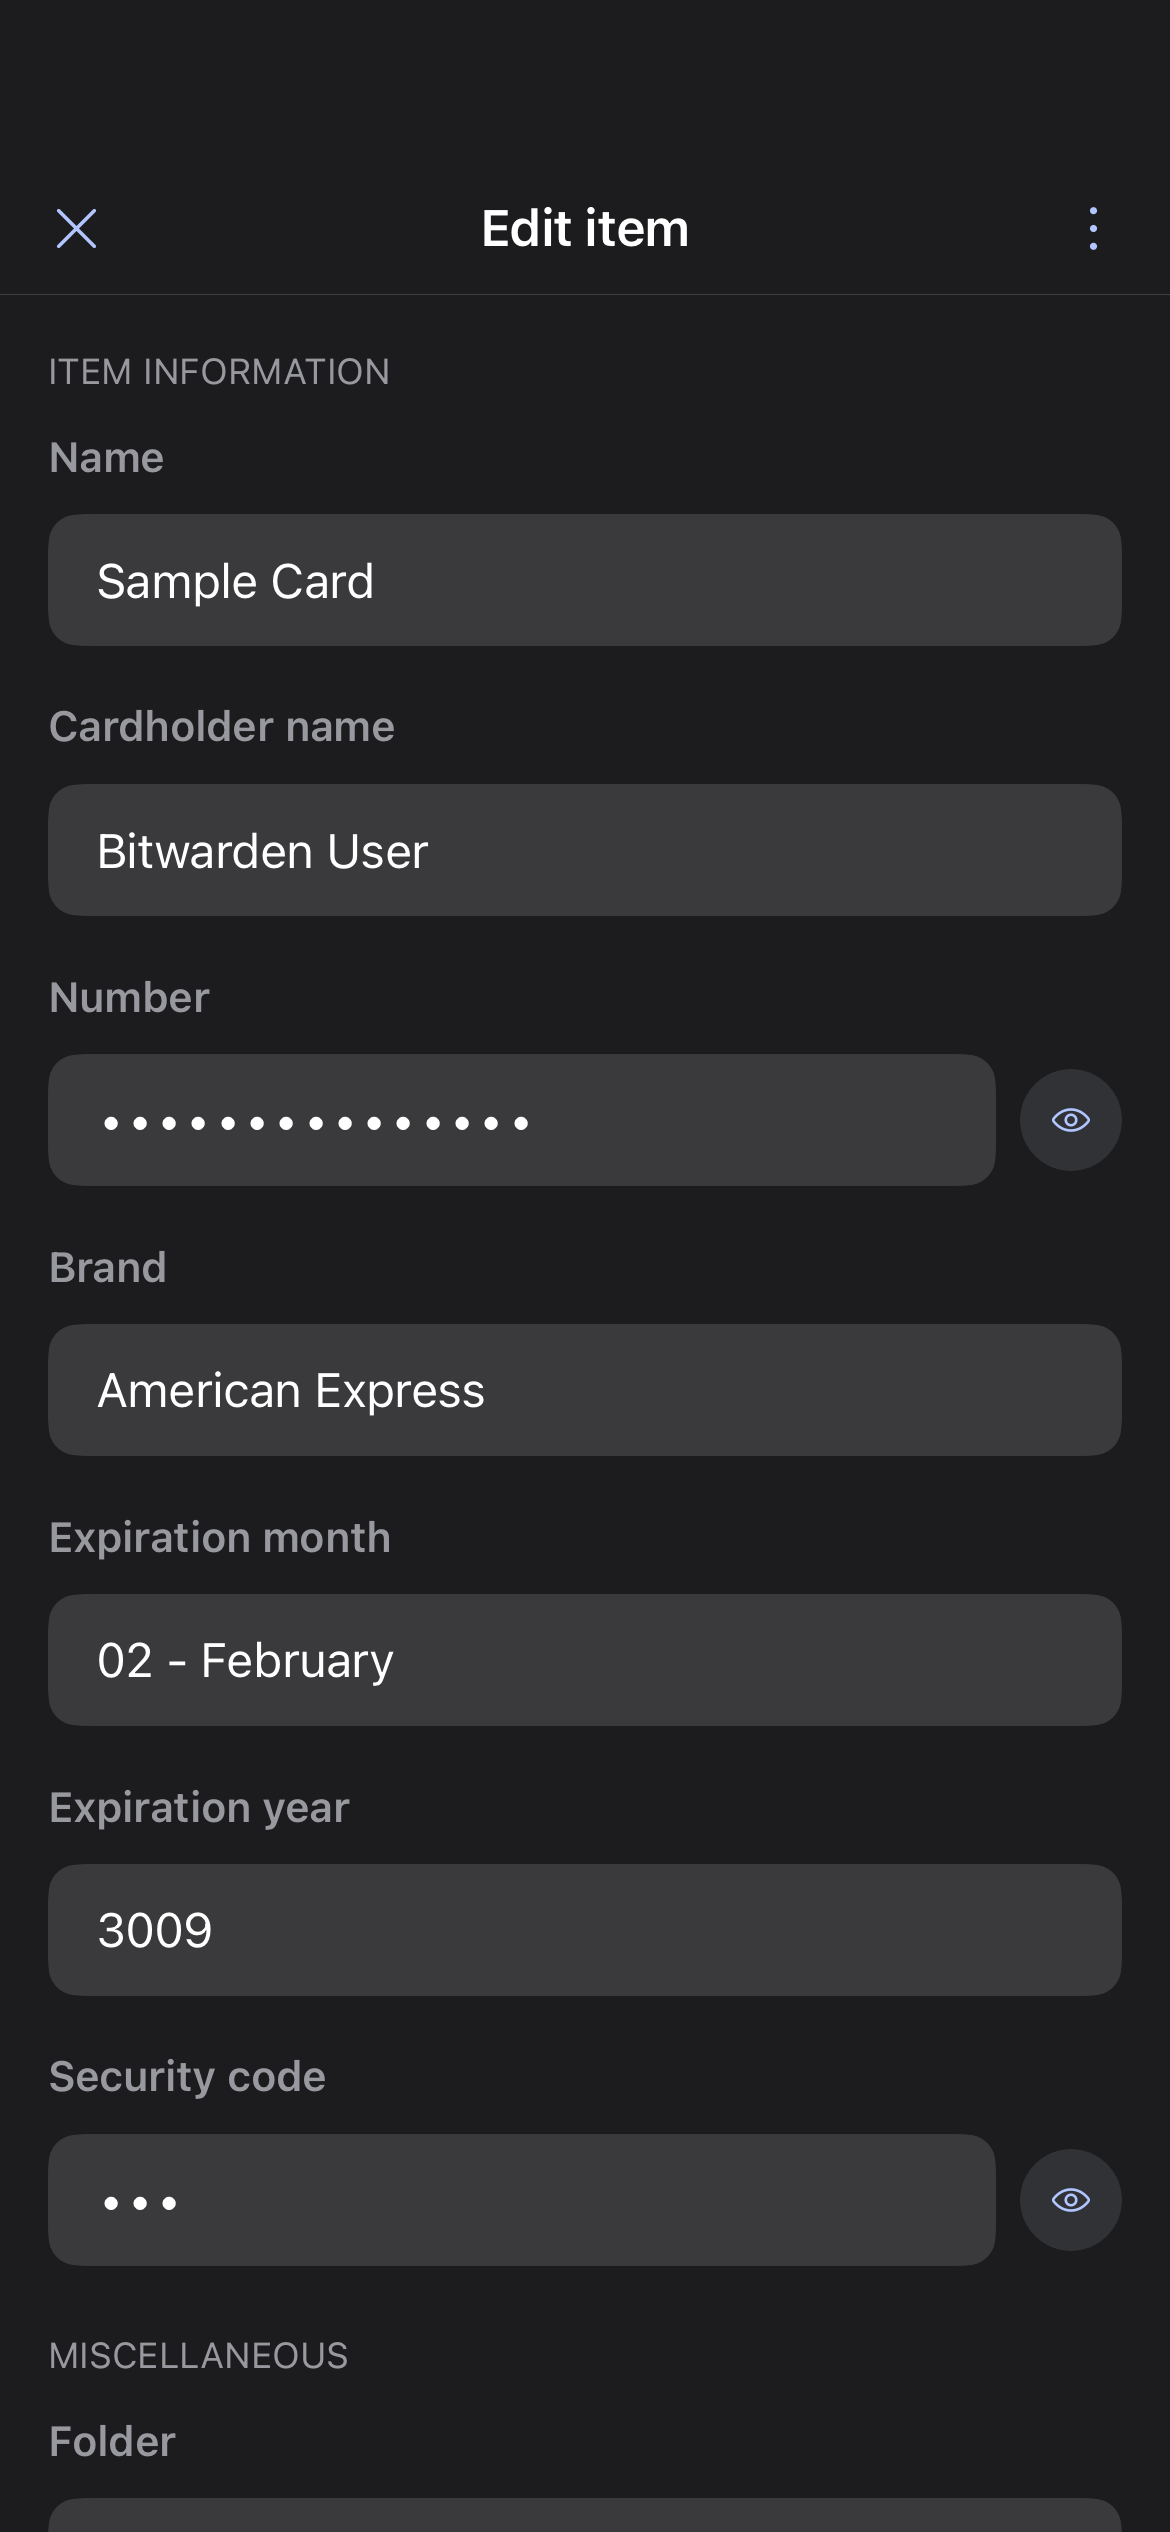 Edit item
ITEM INFORMATION
Name
Sample Card
Cardholder name
Bitwarden User
Number
•••••••••••••••
Brand
American Express
Expiration month
02 - February
Expiration year
3009
Security code
•••
MISCELLANEOUS
Folder